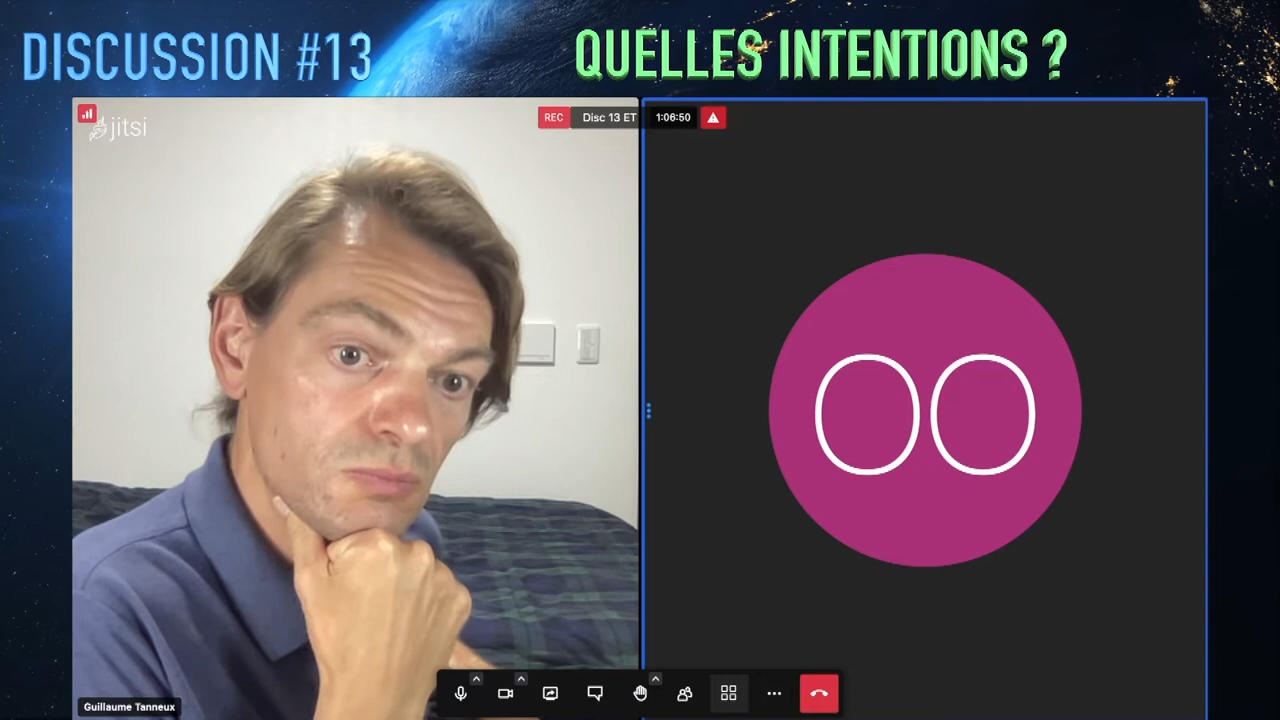 DISCUSSION #13
QUELLES INTENTIONS ?
jitsi
REC
Disc 13 ET
1:06:50
OO
Guillaume Tanneux